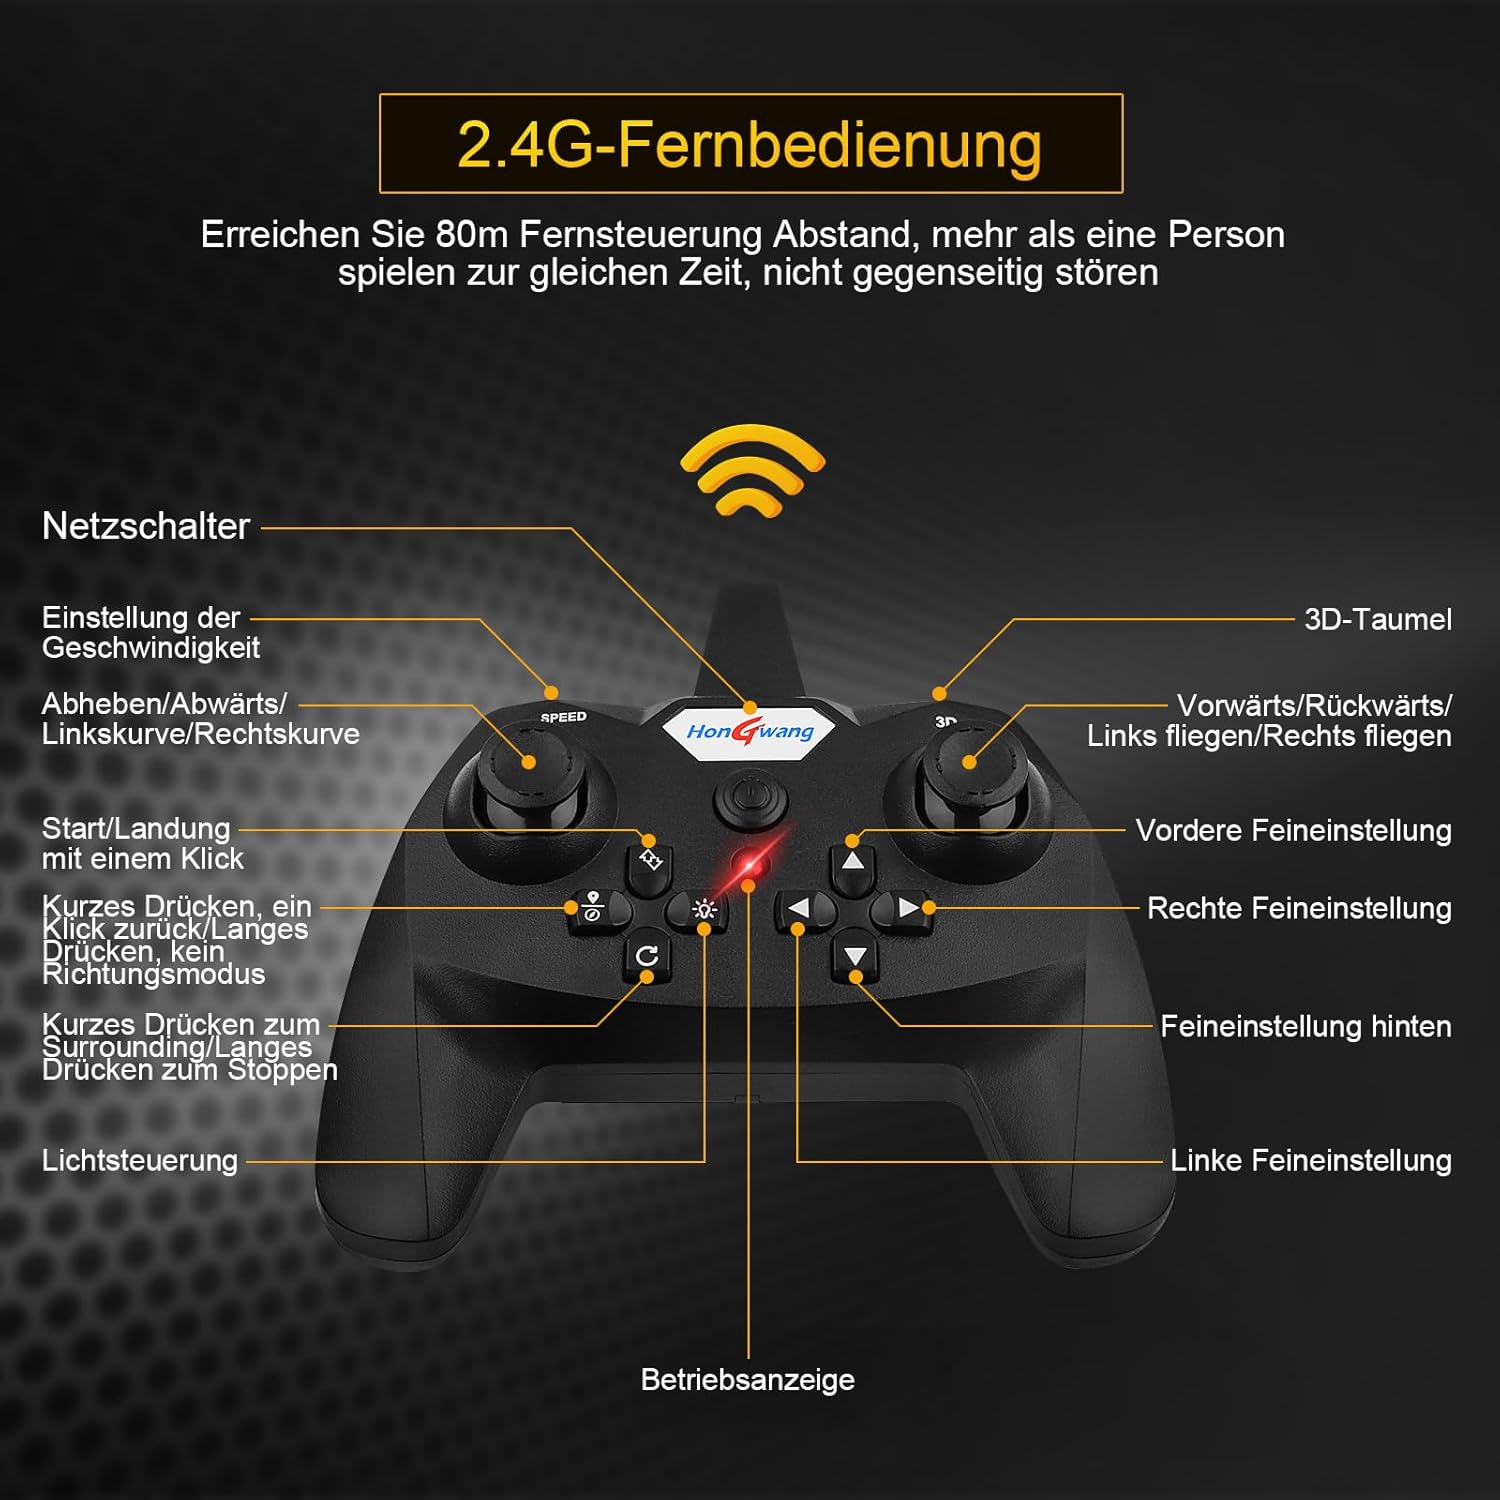 2.4G-Fernbedienung
Erreichen Sie 80m Fernsteuerung Abstand, mehr als eine Person
spielen zur gleichen Zeit, nicht gegenseitig stören
Netzschalter
Einstellung der
Geschwindigkeit
3D-Taumel
Abheben/Abwärts/
Linkskurve/Rechtskurve
Vorwärts/Rückwärts/
Links fliegen/Rechts fliegen
SPEED
3D
HonGwang
Start/Landung
mit einem Klick
Vordere Feineinstellung
Kurzes Drücken, ein
Klick zurück/Langes
Drücken, kein
Richtungsmodus
Rechte Feineinstellung
Kurzes Drücken zum
Surrounding/Langes
Drücken zum Stoppen
Feineinstellung hinten
Lichtsteuerung
Linke Feineinstellung
Betriebsanzeige